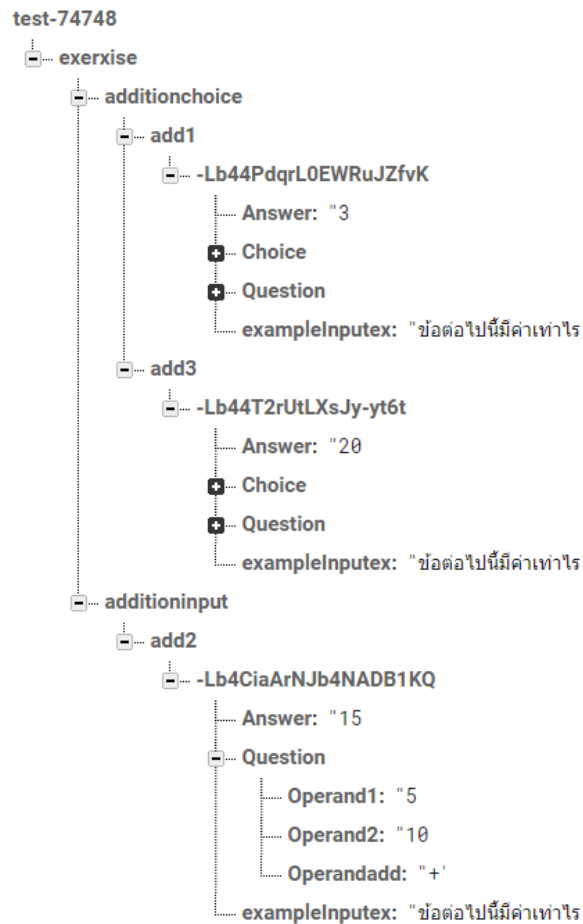 test-74748
exerxise
additionchoice
add1
-Lb44PdqrL0EWRuJZfvK
Answer: "3
Choice
Question
exampleInputex: "ข้อต่อไปนี้มีค่าเท่าไร
add3
-Lb44T2rUtLXsJy-yt6t
Answer: "20
Choice
Question
exampleInputex: "ข้อต่อไปนี้มีค่าเท่าไร
additioninput
add2
-Lb4CiaArNJb4NADB1KQ
Answer: "15
Question
Operand1: "5
Operand2: "10
Operandadd: "+'
exampleInputex: "ข้อต่อไปนี้มีค่าเท่าไร